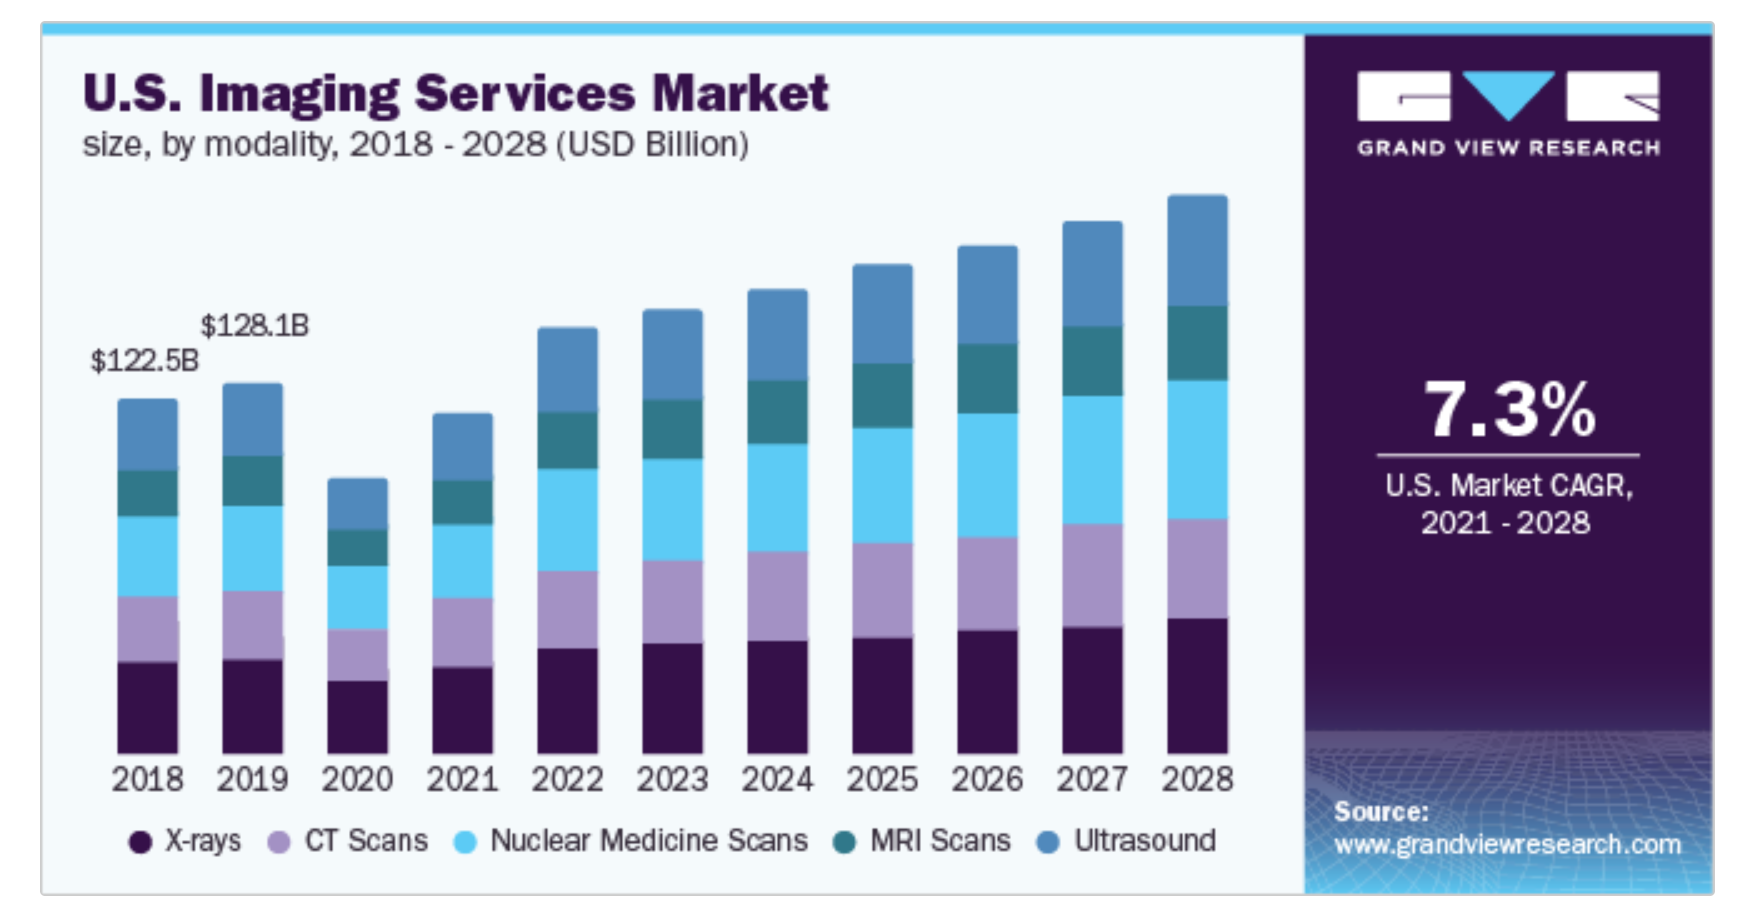 U.S. Imaging Services Market
size, by modality, 2018 - 2028 (USD Billion)
$122.5B
$128.1B
2018 2019 2020 2021 2022 2023 2024 2025 2026 2027 2028
X-rays CT Scans Nuclear Medicine Scans MRI Scans Ultrasound
GRAND VIEW RESEARCH
7.3%
U.S. Market CAGR,
2021 - 2028
Source:
www.grandviewresearch.com